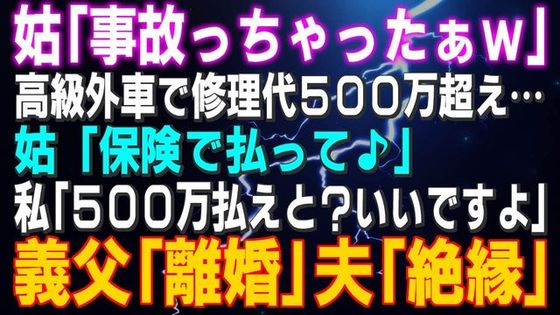 姑「事故っちゃったぁｗ」
高級外車で修理代５００万超え…
姑「保険で払って♪」
私「５００万払えと？いいですよ」
義父「離婚」夫「絶縁」